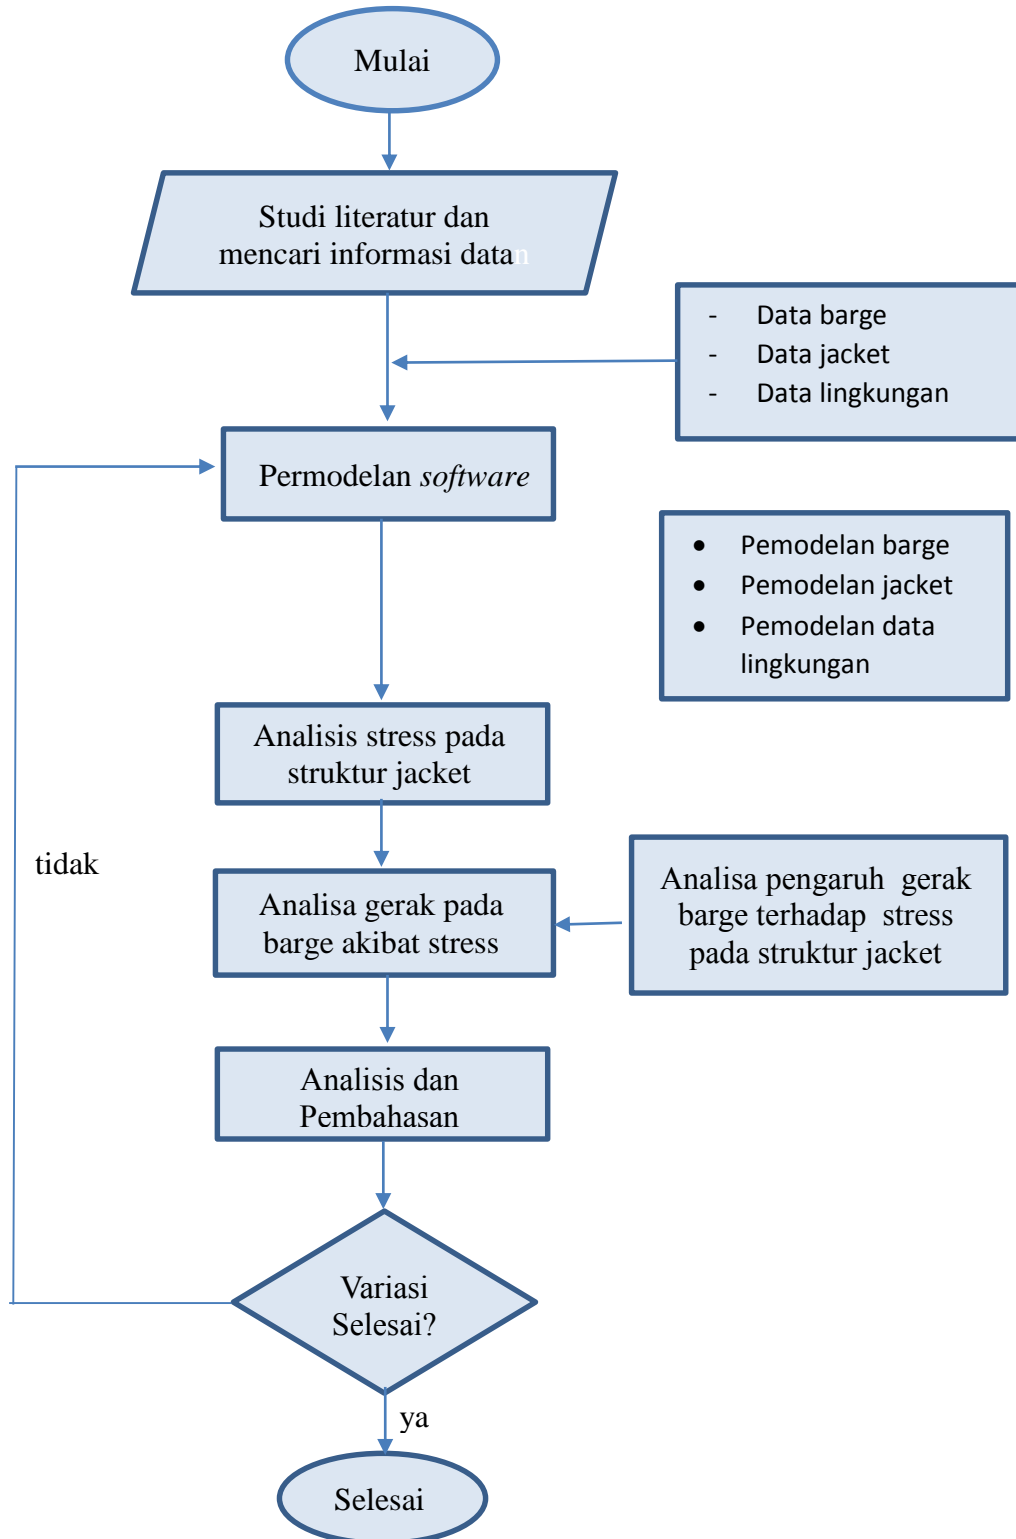 Mulai
Studi literatur dan
mencari informasi datan
- Data barge
- Data jacket
- Data lingkungan
Permodelan software
• Pemodelan barge
• Pemodelan jacket
• Pemodelan data
lingkungan
Analisis stress pada
struktur jacket
tidak
Analisa gerak pada
barge akibat stress
Analisa pengaruh gerak
barge terhadap stress
pada struktur jacket
Analisis dan
Pembahasan
Variasi
Selesai?
ya
Selesai